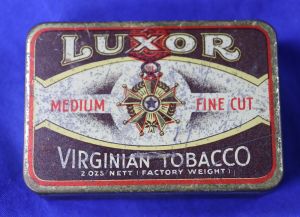 LUXOR
MEDIUM FINE CUT
VIRGINIAN TOBACCO
2 OZS NETT (FACTORY WEIGHT)